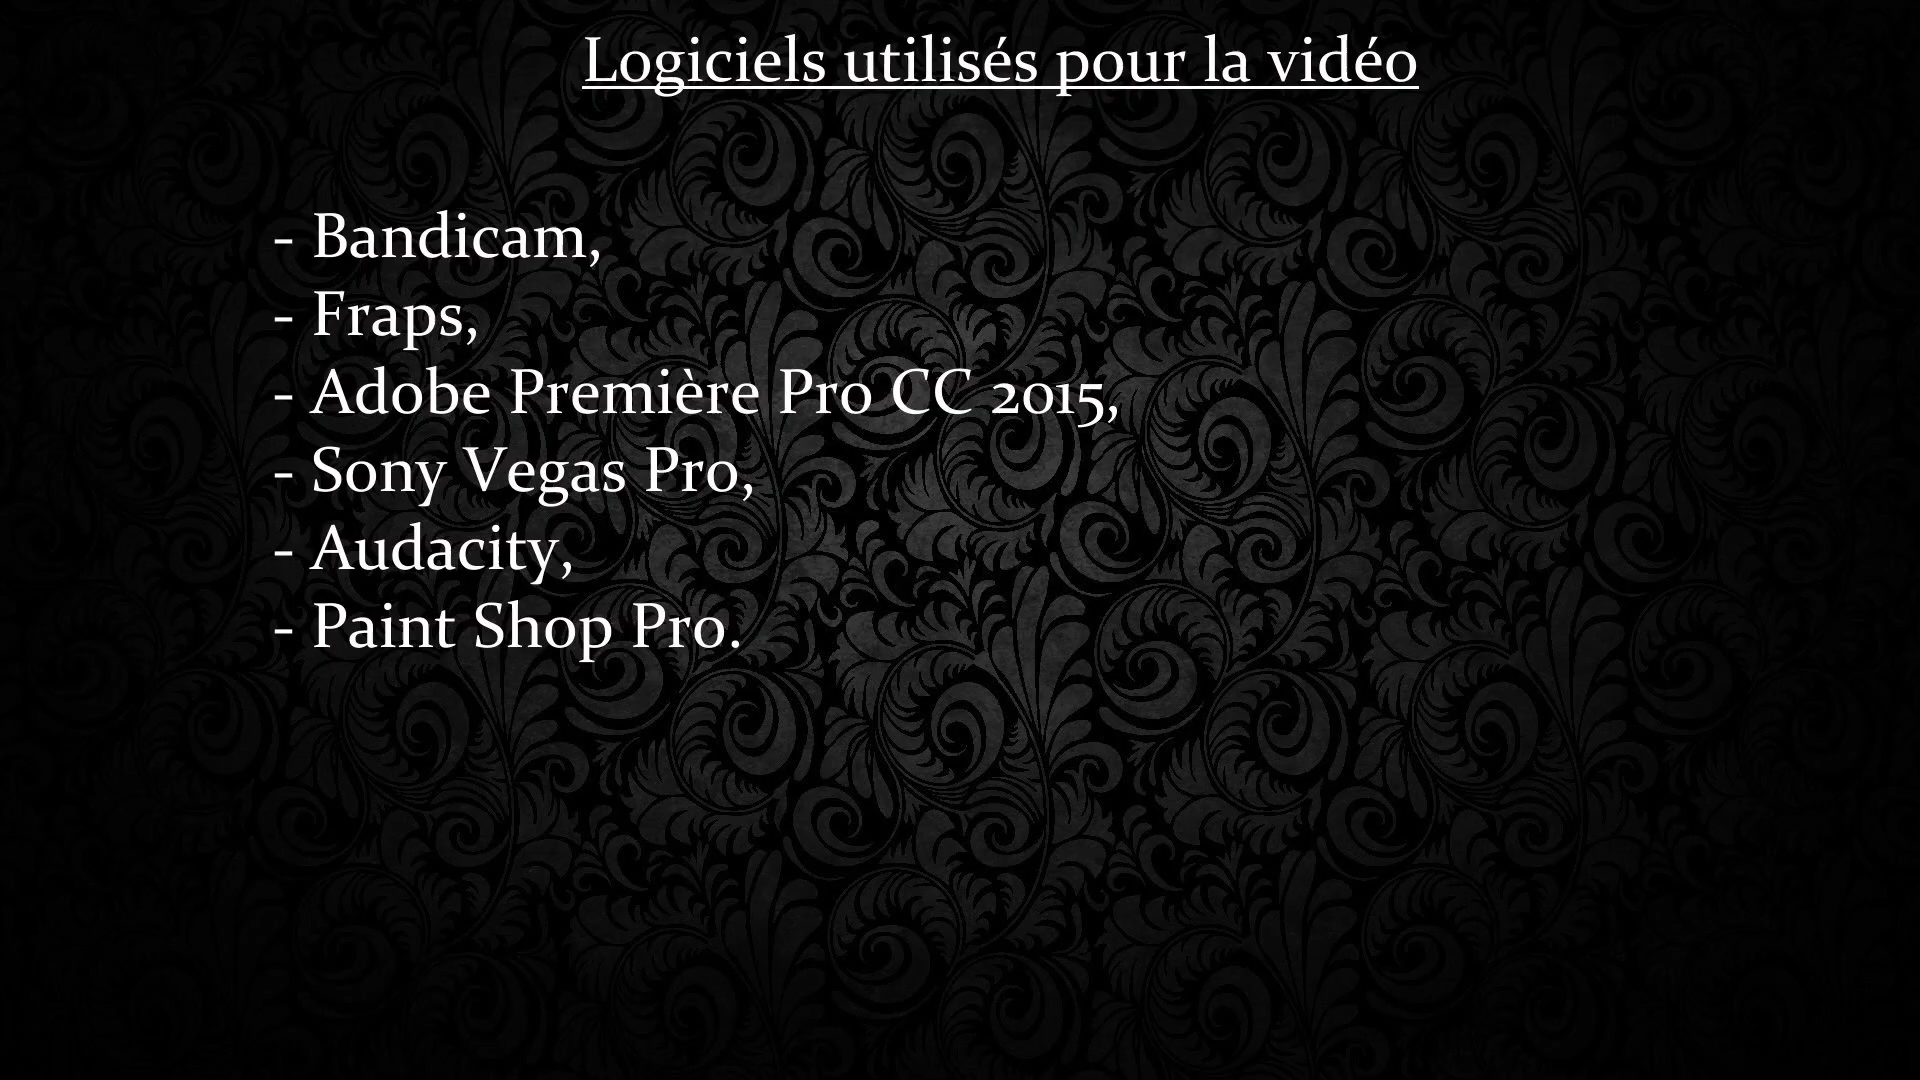 Logiciels utilisés pour la vidéo
- Bandicam,
- Fraps,
- Adobe Première Pro CC 2015,
- Sony Vegas Pro,
- Audacity,
- Paint Shop Pro.